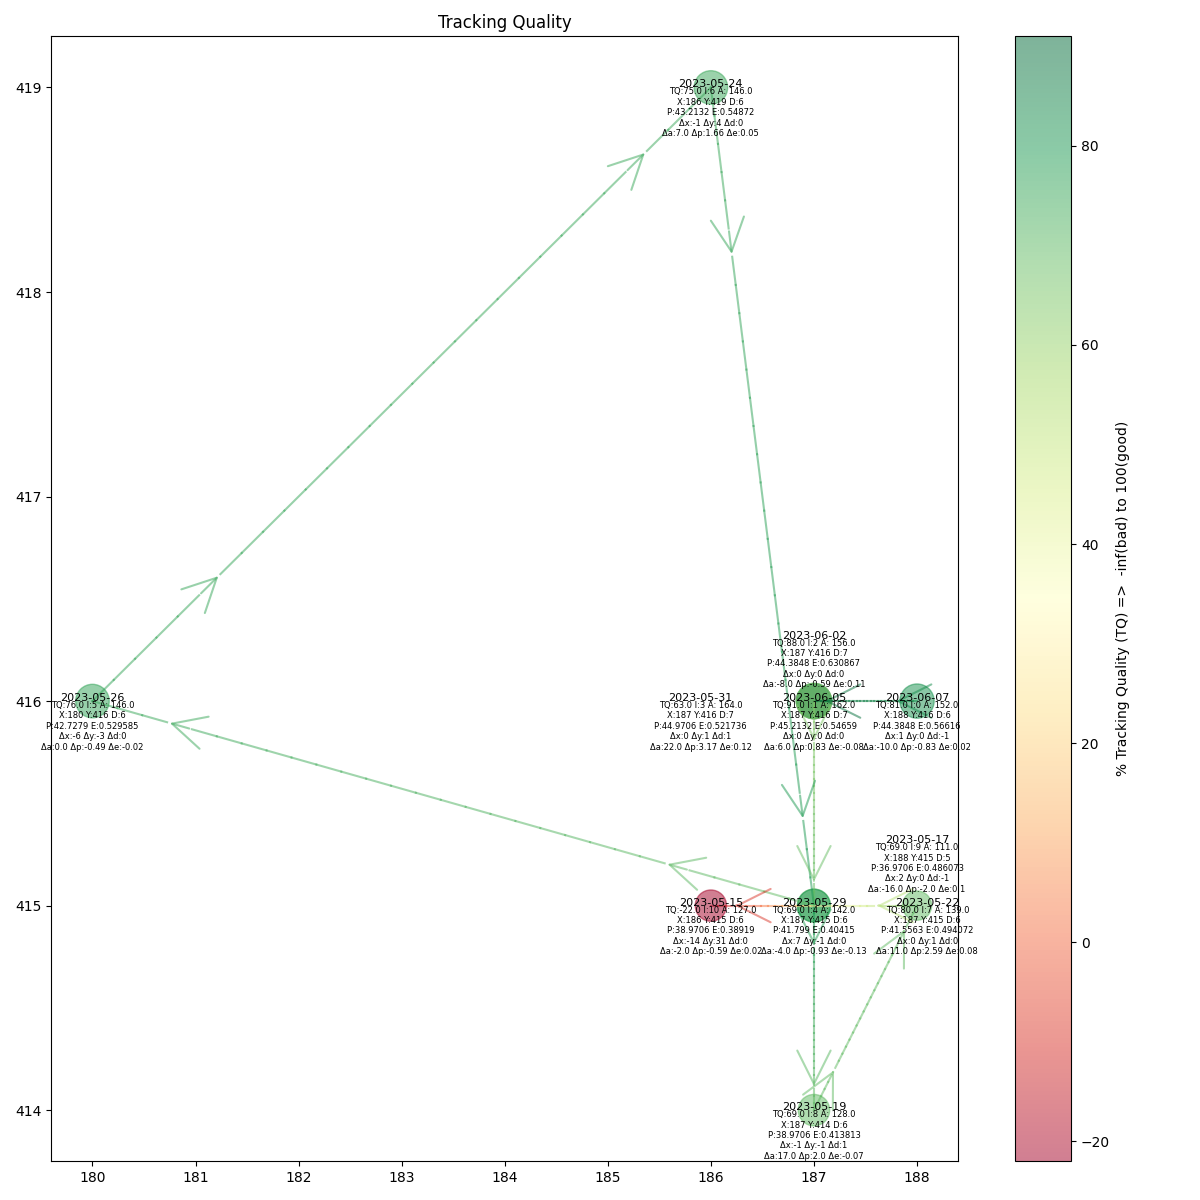 Tracking Quality
2023-05-24
TQ:75.0 I:6 A: 146.0
X:186 Y:419 D:6
P:43.2132 E:0.54872
Δx:-1 Δy:4 Δd:0
Δa:7.0 Δp:1.66 Δe:0.05
2023-06-02
TQ:88.0 I:2 A: 156.0
X:187 Y:416 D:7
P:44.3848 E:0.630867
Δx:0 Δy:0 Δd:0
Δa:-8.0 Δp:-0.59 Δe:0.11
2023-05-26
TQ:76.0 I:5 A: 146.0
X:180 Y:416 D:6
P:42.7279 E:0.529585
Δx:-6 Δy:-3 Δd:0
Δa:0.0 Δp:-0.49 Δe:-0.02
2023-05-31
TQ:63.0 I:3 A: 164.0
X:187 Y:416 D:7
P:44.9706 E:0.521736
Δx:0 Δy:1 Δd:1
Δa:22.0 Δp:3.17 Δe:0.12
2023-06-05
TQ:91.0 I:1 A: 162.0
X:187 Y:416 D:7
P:45.2132 E:0.54659
Δx:0 Δy:0 Δd:0
Δa:6.0 Δp:0.83 Δe:-0.08
2023-06-07
TQ:81.0 I:0 A: 152.0
X:188 Y:416 D:6
P:44.3848 E:0.56616
Δx:1 Δy:0 Δd:-1
Δa:-10.0 Δp:-0.83 Δe:0.02
2023-05-17
TQ:69.0 I:9 A: 111.0
X:188 Y:415 D:5
P:36.9706 E:0.486073
Δx:2 Δy:0 Δd:-1
Δa:-16.0 Δp:-2.0 Δe:0.1
2023-05-15
TQ:-22.0 I:10 A: 127.0
X:186 Y:415 D:6
P:38.9706 E:0.38919
Δx:-14 Δy:31 Δd:0
Δa:-2.0 Δp:-0.59 Δe:0.02
2023-05-29
TQ:69.0 I:4 A: 142.0
X:187 Y:415 D:6
P:41.799 E:0.40415
Δx:7 Δy:-1 Δd:0
Δa:-4.0 Δp:-0.93 Δe:-0.13
2023-05-22
TQ:80.0 I:7 A: 139.0
X:187 Y:415 D:6
P:41.5563 E:0.494072
Δx:0 Δy:1 Δd:0
Δa:11.0 Δp:2.59 Δe:0.08
2023-05-19
TQ:69.0 I:8 A: 128.0
X:187 Y:414 D:6
P:38.9706 E:0.413813
Δx:-1 Δy:-1 Δd:1
Δa:17.0 Δp:2.0 Δe:-0.07
419
418
417
416
415
414
180 181 182 183 184 185 186 187 188
80
60
40
20
0
−20
% Tracking Quality (TQ) => -inf(bad) to 100(good)